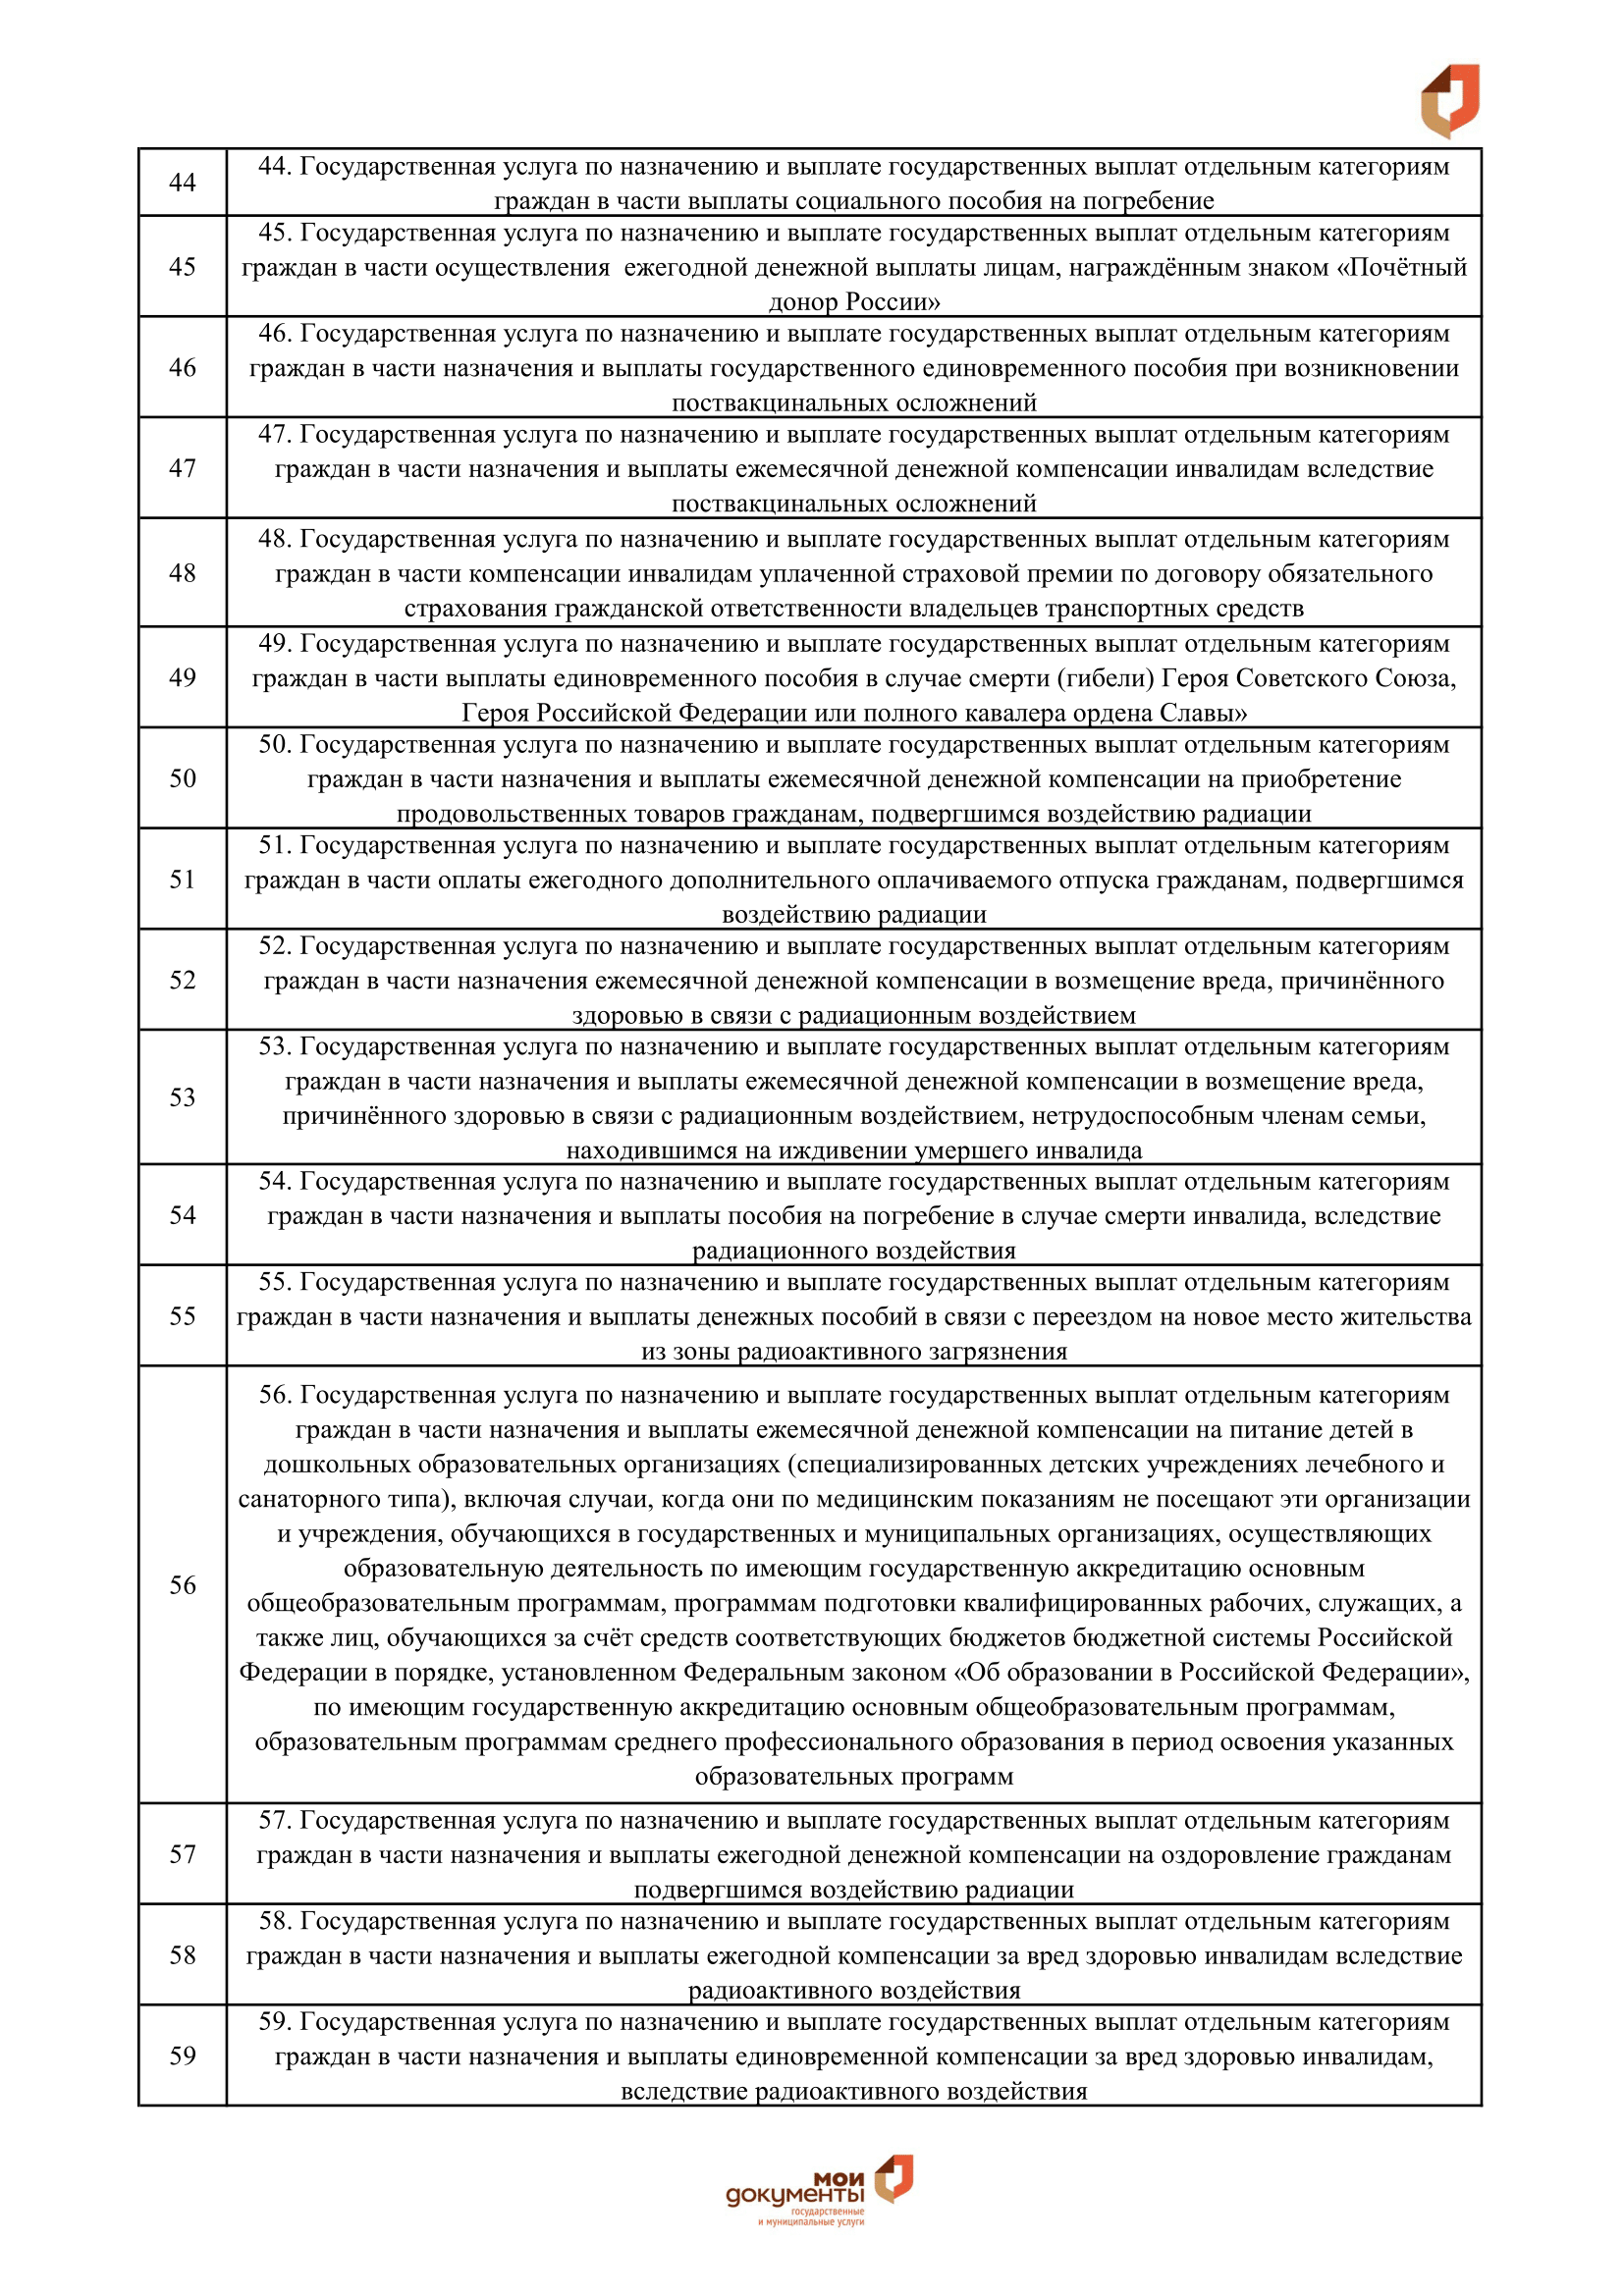 44
44. Государственная услуга по назначению и выплате государственных выплат отдельным категориям
граждан в части выплаты социального пособия на погребение
45
45. Государственная услуга по назначению и выплате государственных выплат отдельным категориям
граждан в части осуществления  ежегодной денежной выплаты лицам, награждённым знаком «Почётный
донор России»
46
46. Государственная услуга по назначению и выплате государственных выплат отдельным категориям
граждан в части назначения и выплаты государственного единовременного пособия при возникновении
поствакцинальных осложнений
47
47. Государственная услуга по назначению и выплате государственных выплат отдельным категориям
граждан в части назначения и выплаты ежемесячной денежной компенсации инвалидам вследствие
поствакцинальных осложнений
48
48. Государственная услуга по назначению и выплате государственных выплат отдельным категориям
граждан в части компенсации инвалидам уплаченной страховой премии по договору обязательного
страхования гражданской ответственности владельцев транспортных средств
49
49. Государственная услуга по назначению и выплате государственных выплат отдельным категориям
граждан в части выплаты единовременного пособия в случае смерти (гибели) Героя Советского Союза,
Героя Российской Федерации или полного кавалера ордена Славы»
50
50. Государственная услуга по назначению и выплате государственных выплат отдельным категориям
граждан в части назначения и выплаты ежемесячной денежной компенсации на приобретение
продовольственных товаров гражданам, подвергшимся воздействию радиации
51
51. Государственная услуга по назначению и выплате государственных выплат отдельным категориям
граждан в части оплаты ежегодного дополнительного оплачиваемого отпуска гражданам, подвергшимся
воздействию радиации
52
52. Государственная услуга по назначению и выплате государственных выплат отдельным категориям
граждан в части назначения ежемесячной денежной компенсации в возмещение вреда, причинённого
здоровью в связи с радиационным воздействием
53
53. Государственная услуга по назначению и выплате государственных выплат отдельным категориям
граждан в части назначения и выплаты ежемесячной денежной компенсации в возмещение вреда,
причинённого здоровью в связи с радиационным воздействием, нетрудоспособным членам семьи,
находившимся на иждивении умершего инвалида
54
54. Государственная услуга по назначению и выплате государственных выплат отдельным категориям
граждан в части назначения и выплаты пособия на погребение в случае смерти инвалида, вследствие
радиационного воздействия
55
55. Государственная услуга по назначению и выплате государственных выплат отдельным категориям
граждан в части назначения и выплаты денежных пособий в связи с переездом на новое место жительства
из зоны радиоактивного загрязнения
56
56. Государственная услуга по назначению и выплате государственных выплат отдельным категориям
граждан в части назначения и выплаты ежемесячной денежной компенсации на питание детей в
дошкольных образовательных организациях (специализированных детских учреждениях лечебного и
санаторного типа), включая случаи, когда они по медицинским показаниям не посещают эти организации
и учреждения, обучающихся в государственных и муниципальных организациях, осуществляющих
образовательную деятельность по имеющим государственную аккредитацию основным
общеобразовательным программам, программам подготовки квалифицированных рабочих, служащих, а
также лиц, обучающихся за счёт средств соответствующих бюджетов бюджетной системы Российской
Федерации в порядке, установленном Федеральным законом «Об образовании в Российской Федерации»,
по имеющим государственную аккредитацию основным общеобразовательным программам,
образовательным программам среднего профессионального образования в период освоения указанных
образовательных программ
57
57. Государственная услуга по назначению и выплате государственных выплат отдельным категориям
граждан в части назначения и выплаты ежегодной денежной компенсации на оздоровление гражданам
подвергшимся воздействию радиации
58
58. Государственная услуга по назначению и выплате государственных выплат отдельным категориям
граждан в части назначения и выплаты ежегодной компенсации за вред здоровью инвалидам вследствие
радиоактивного воздействия
59
59. Государственная услуга по назначению и выплате государственных выплат отдельным категориям
граждан в части назначения и выплаты единовременной компенсации за вред здоровью инвалидам,
вследствие радиоактивного воздействия
мои
документы
государственные
и муниципальные услуги